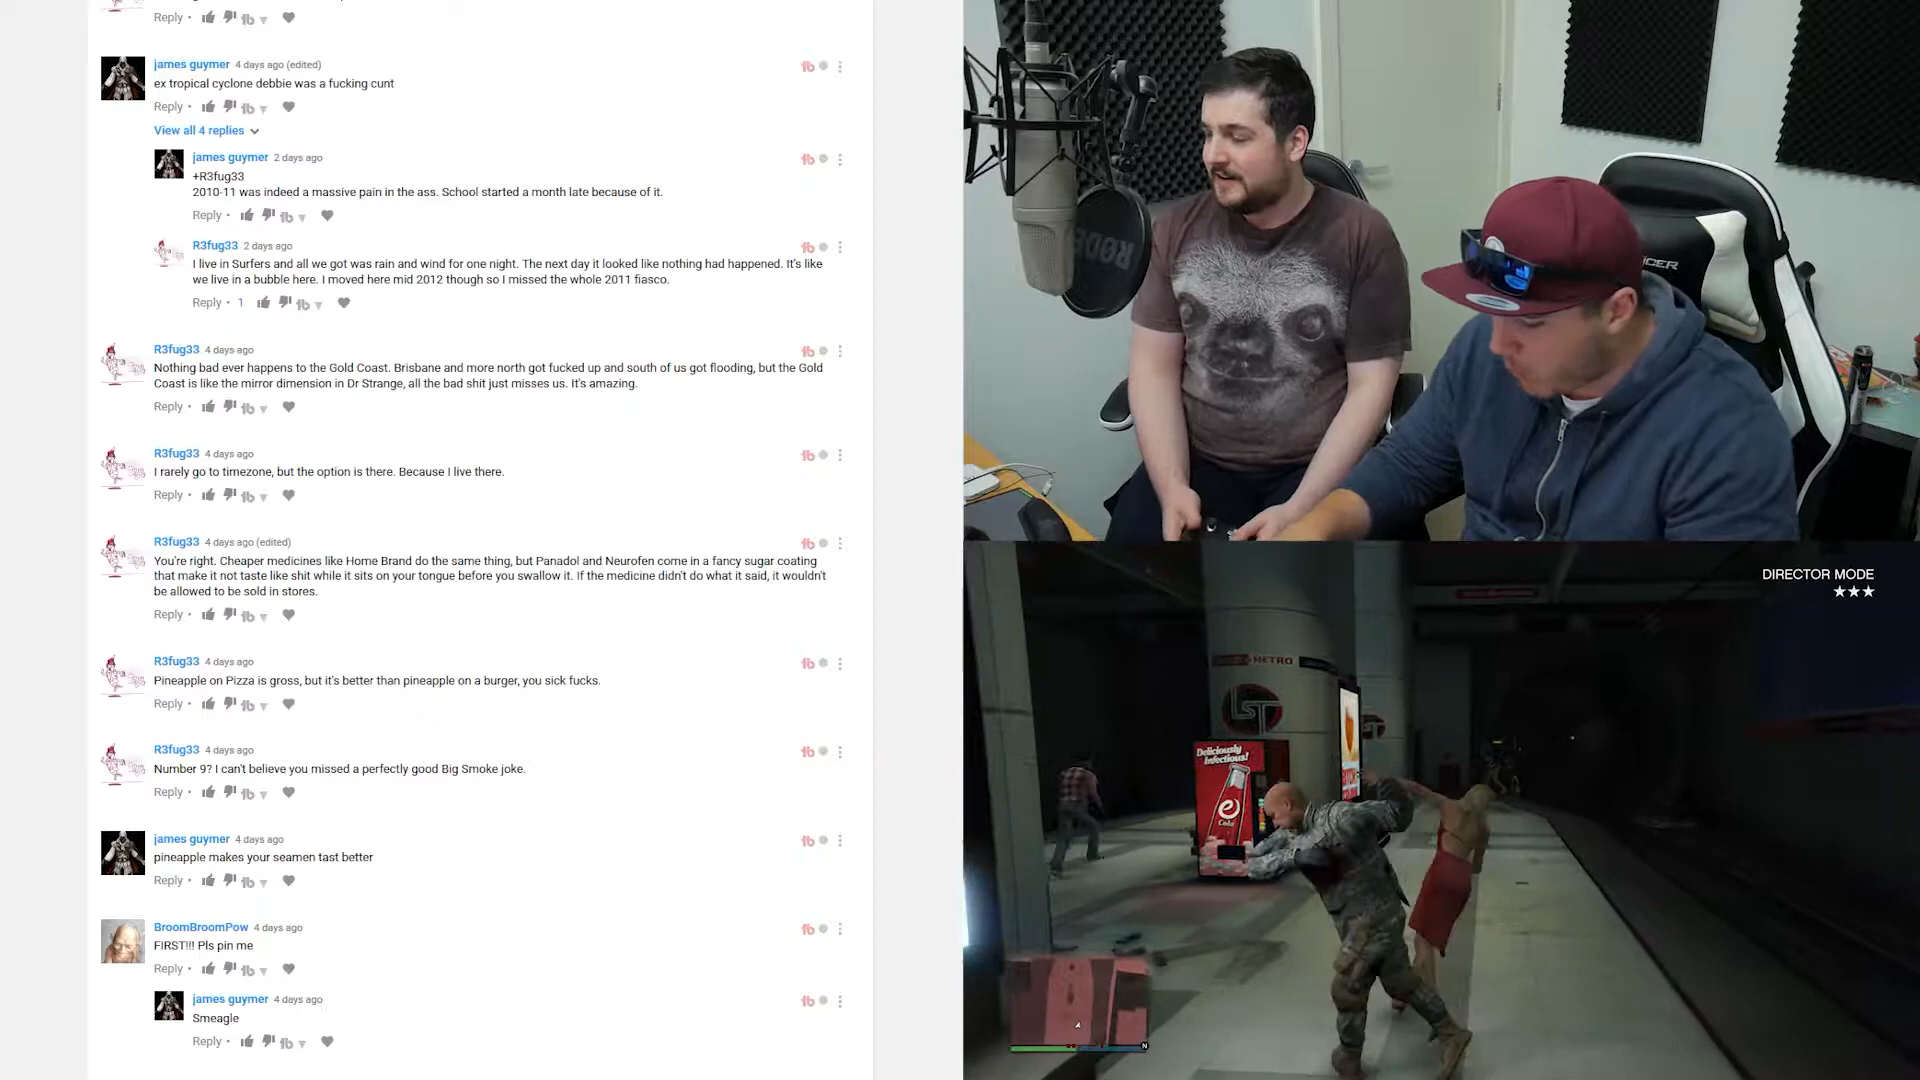 Reply •
james guymer 4 days ago (edited)
ex tropical cyclone debbie was a fucking cunt
Reply •
View all 4 replies
james guymer 2 days ago
+R3fug33
2010-11 was indeed a massive pain in the ass. School started a month late because of it.
Reply •
R3fug33 2 days ago
I live in Surfers and all we got was rain and wind for one night. The next day it looked like nothing had happened. It's like
we live in a bubble here. I moved here mid 2012 though so I missed the whole 2011 fiasco.
Reply • 1
R3fug33 4 days ago
Nothing bad ever happens to the Gold Coast. Brisbane and more north got fucked up and south of us got flooding, but the Gold
Coast is like the mirror dimension in Dr Strange, all the bad shit just misses us. It's amazing.
Reply •
R3fug33 4 days ago
I rarely go to timezone, but the option is there. Because I live there.
Reply •
R3fug33 4 days ago (edited)
You're right. Cheaper medicines like Home Brand do the same thing, but Panadol and Neurofen come in a fancy sugar coating
that make it not taste like shit while it sits on your tongue before you swallow it. If the medicine didn't do what it said, it wouldn't
be allowed to be sold in stores.
Reply •
R3fug33 4 days ago
Pineapple on Pizza is gross, but it's better than pineapple on a burger, you sick fucks.
Reply •
R3fug33 4 days ago
Number 9? I can't believe you missed a perfectly good Big Smoke joke.
Reply •
james guymer 4 days ago
pineapple makes your seamen tast better
Reply •
BroomBroomPow 4 days ago
FIRST!!! Pls pin me
Reply •
james guymer 4 days ago
Smeagle
Reply •
RØDE
DIRECTOR MODE
METRO
LST
Deliciously
Infectious!
e
Cola
N